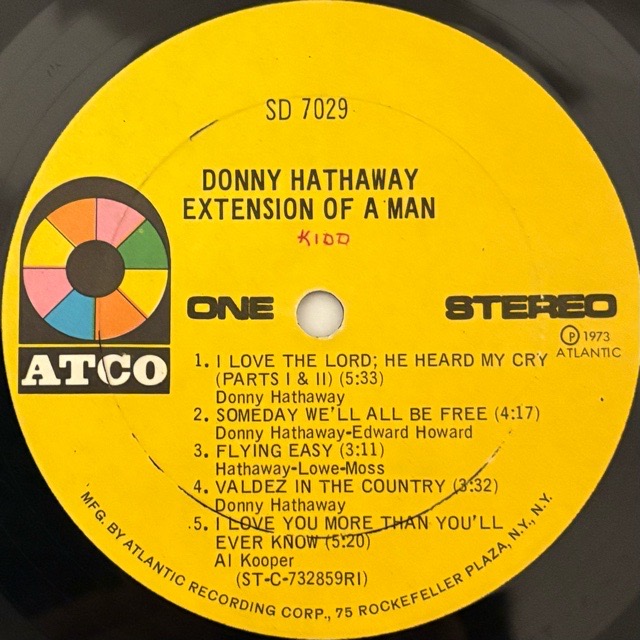 SD 7029
DONNY HATHAWAY
EXTENSION OF A MAN
KIDD
ONE
STEREO
Ⓟ 1973
ATLANTIC
ATCO
1. I LOVE THE LORD; HE HEARD MY CRY
(PARTS I & II) (5:33)
Donny Hathaway
2. SOMEDAY WE'LL ALL BE FREE (4:17)
Donny Hathaway-Edward Howard
3. FLYING EASY (3:11)
Hathaway-Lowe-Moss
4. VALDEZ IN THE COUNTRY (3:32)
Donny Hathaway
5. I LOVE YOU MORE THAN YOU'LL
EVER KNOW (5:20)
Al Kooper
(ST-C-732859RI)
MFG. BY ATLANTIC RECORDING CORP., 75 ROCKEFELLER PLAZA, N.Y., N.Y.